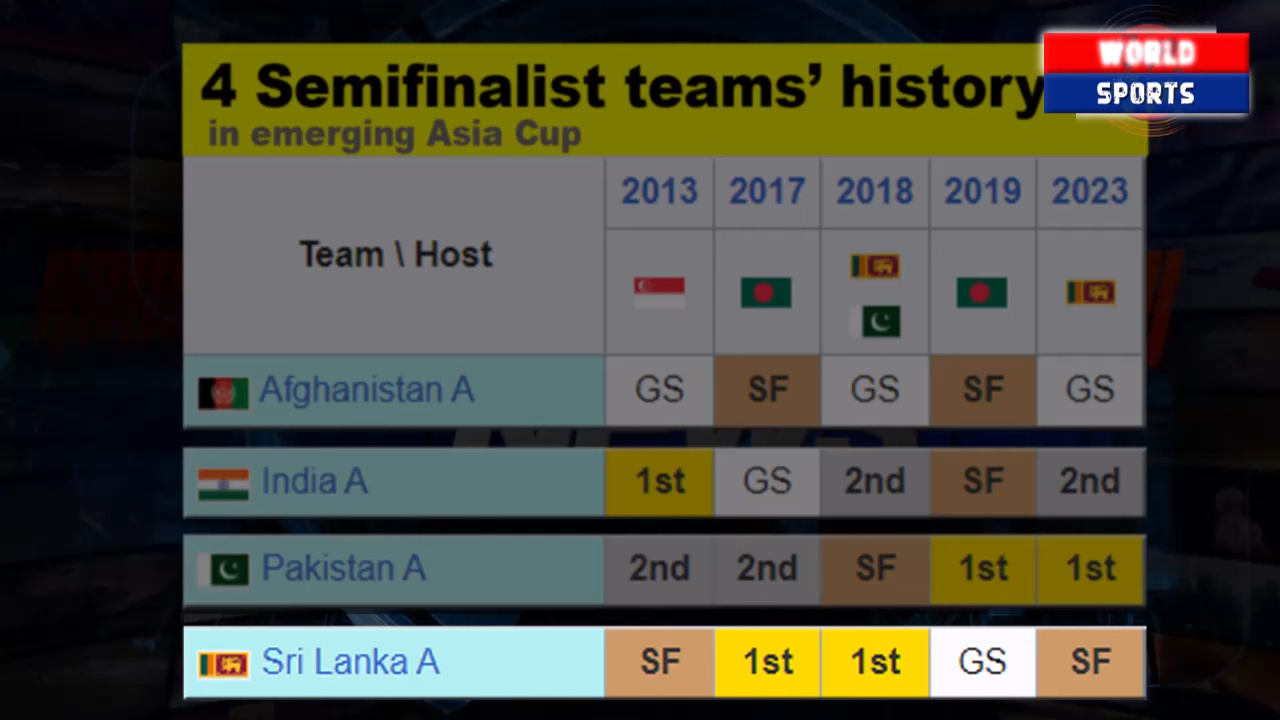 4 Semifinalist teams’ history
in emerging Asia Cup
WORLD
SPORTS
Team \ Host 2013 2017 2018 2019 2023
Afghanistan A GS SF GS SF GS
India A 1st GS 2nd SF 2nd
Pakistan A 2nd 2nd SF 1st 1st
Sri Lanka A SF 1st 1st GS SF